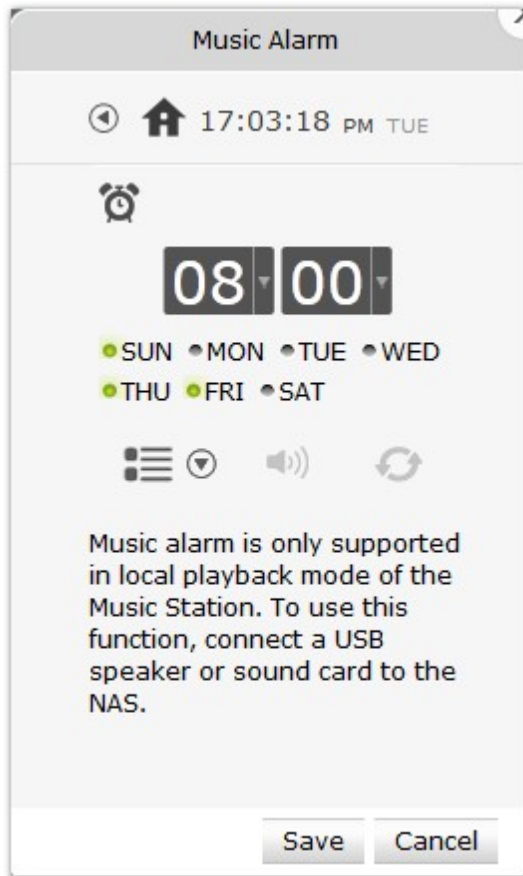 Music Alarm
17:03:18 PM TUE
08 00
SUN MON TUE WED
THU FRI SAT
Music alarm is only supported
in local playback mode of the
Music Station. To use this
function, connect a USB
speaker or sound card to the
NAS.
Save Cancel